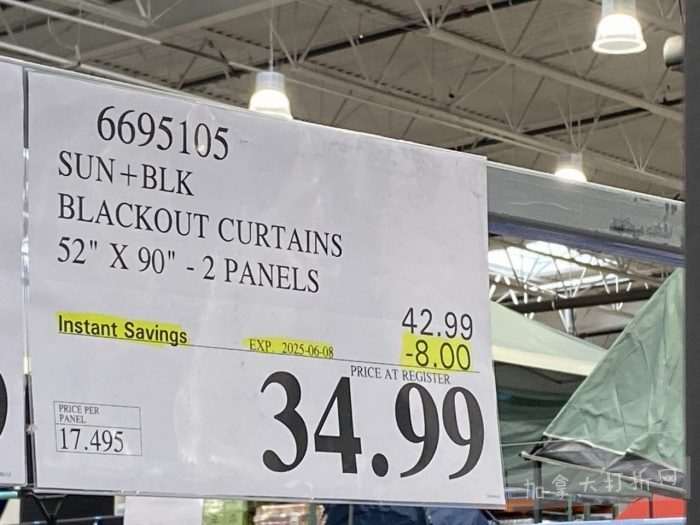 6695105
SUN+BLK
BLACKOUT CURTAINS
52" X 90" - 2 PANELS
42.99
Instant Savings EXP. 2025-06-08 -8.00
PRICE AT REGISTER
34.99
PRICE PER
PANEL
17.495
加拿大打折网